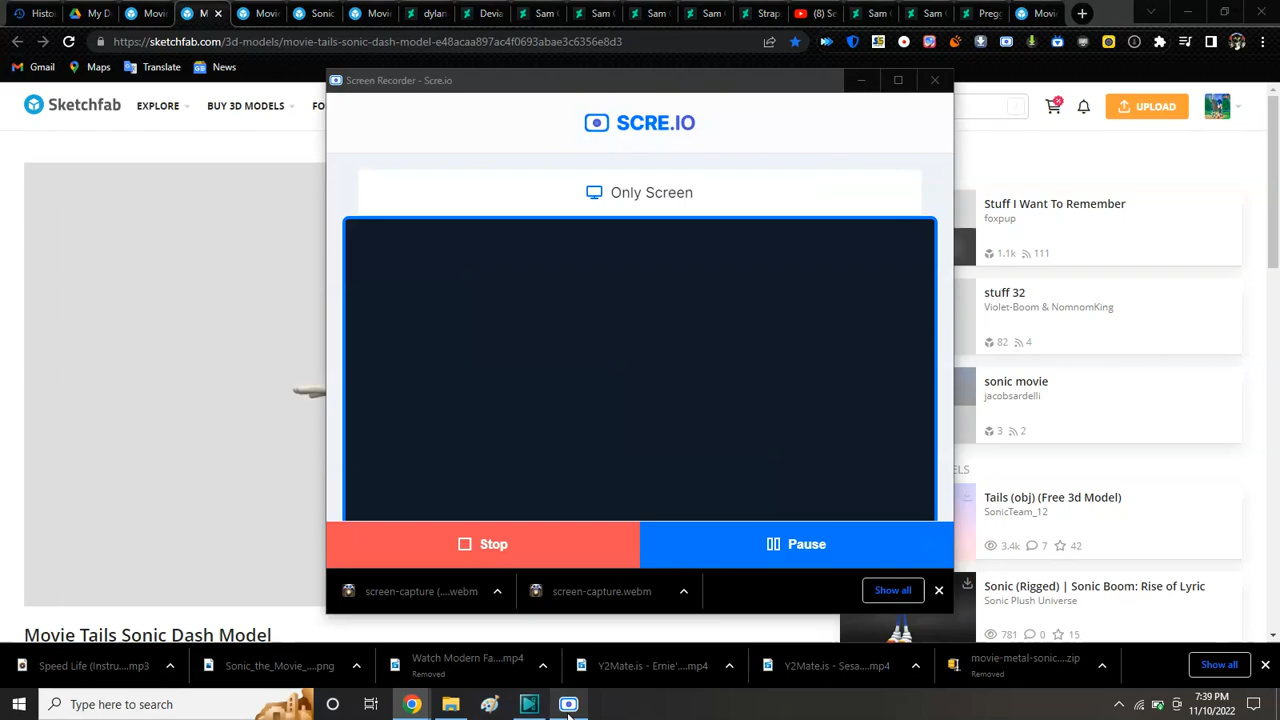 Histo
My Dr
Movi
M
Movi
Sonic
Movi
dylan
Devia
Sam C
Sam C
Sam C
Sam C
Strap
(8) Se
Sam C
Sam C
Pregg
Movie
https://sketchfab.com/3d-models/movie-tails-sonic-dash-model-e48acaa897ac4f0693abae3c6356e8d3
Gmail
Maps
Translate
News
Screen Recorder - Scre.io
Sketchfab
EXPLORE
BUY 3D MODELS
FO
SCRE.IO
/
UPLOAD
Only Screen
Stuff I Want To Remember
foxpup
1.1k 111
stuff 32
Violet-Boom & NomnomKing
82 4
sonic movie
jacobsardelli
3 2
ELS
Tails (obj) (Free 3d Model)
SonicTeam_12
3.4k 7 42
Sonic (Rigged) | Sonic Boom: Rise of Lyric
Sonic Plush Universe
781 0 15
Stop
Pause
screen-capture (....webm
screen-capture.webm
Show all
Movie Tails Sonic Dash Model
Speed Life (Instru....mp3
Sonic_the_Movie_....png
Watch Modern Fa....mp4
Removed
Y2Mate.is - Ernie'....mp4
Y2Mate.is - Sesa....mp4
movie-metal-sonic....zip
Removed
Show all
Type here to search
7:39 PM
11/10/2022